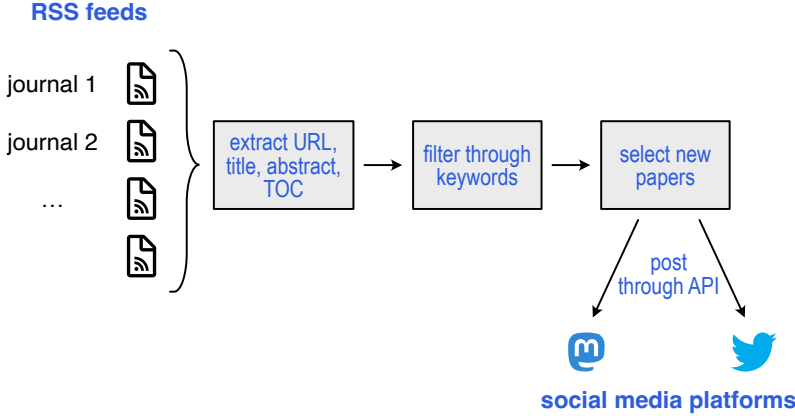 RSS feeds
journal 1
journal 2
...
extract URL,
title, abstract,
TOC
filter through
keywords
select new
papers
post
through API
social media platforms